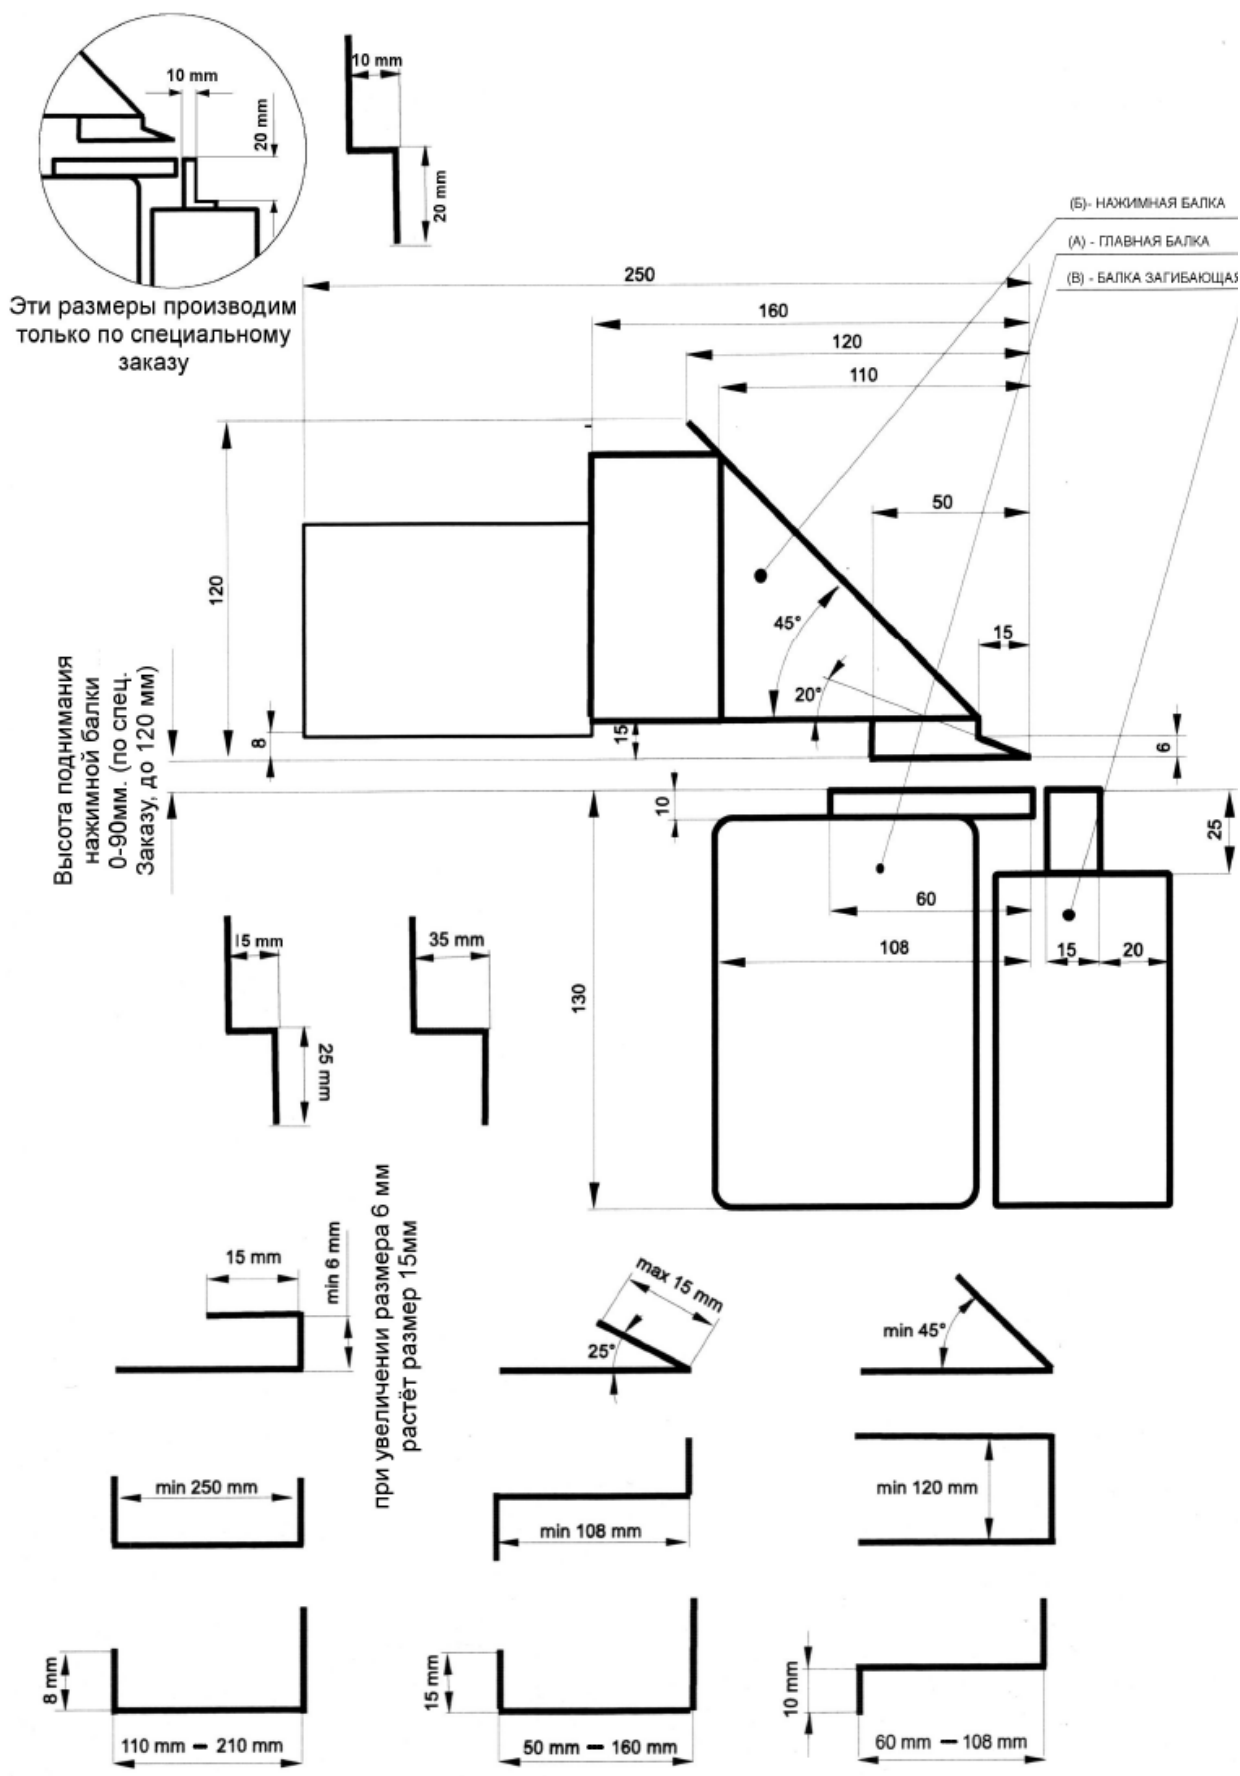 10 mm
20 mm
10 mm
20 mm
Эти размеры производим
только по специальному
заказу
(Б)- НАЖИМНАЯ БАЛКА
(А) - ГЛАВНАЯ БАЛКА
(В) - БАЛКА ЗАГИБАЮЩАЯ
250
160
120
110
50
15
120
45°
20°
15
8
6
Высота поднимания
нажимной балки
0-90мм. (по спец.
Заказу, до 120 мм)
10
25
60
108
15
20
130
15 mm
25 mm
35 mm
15 mm
min 6 mm
при увеличении размера 6 мм
растёт размер 15мм
max 15 mm
25°
min 45°
min 250 mm
min 108 mm
min 120 mm
8 mm
110 mm – 210 mm
15 mm
50 mm – 160 mm
10 mm
60 mm – 108 mm